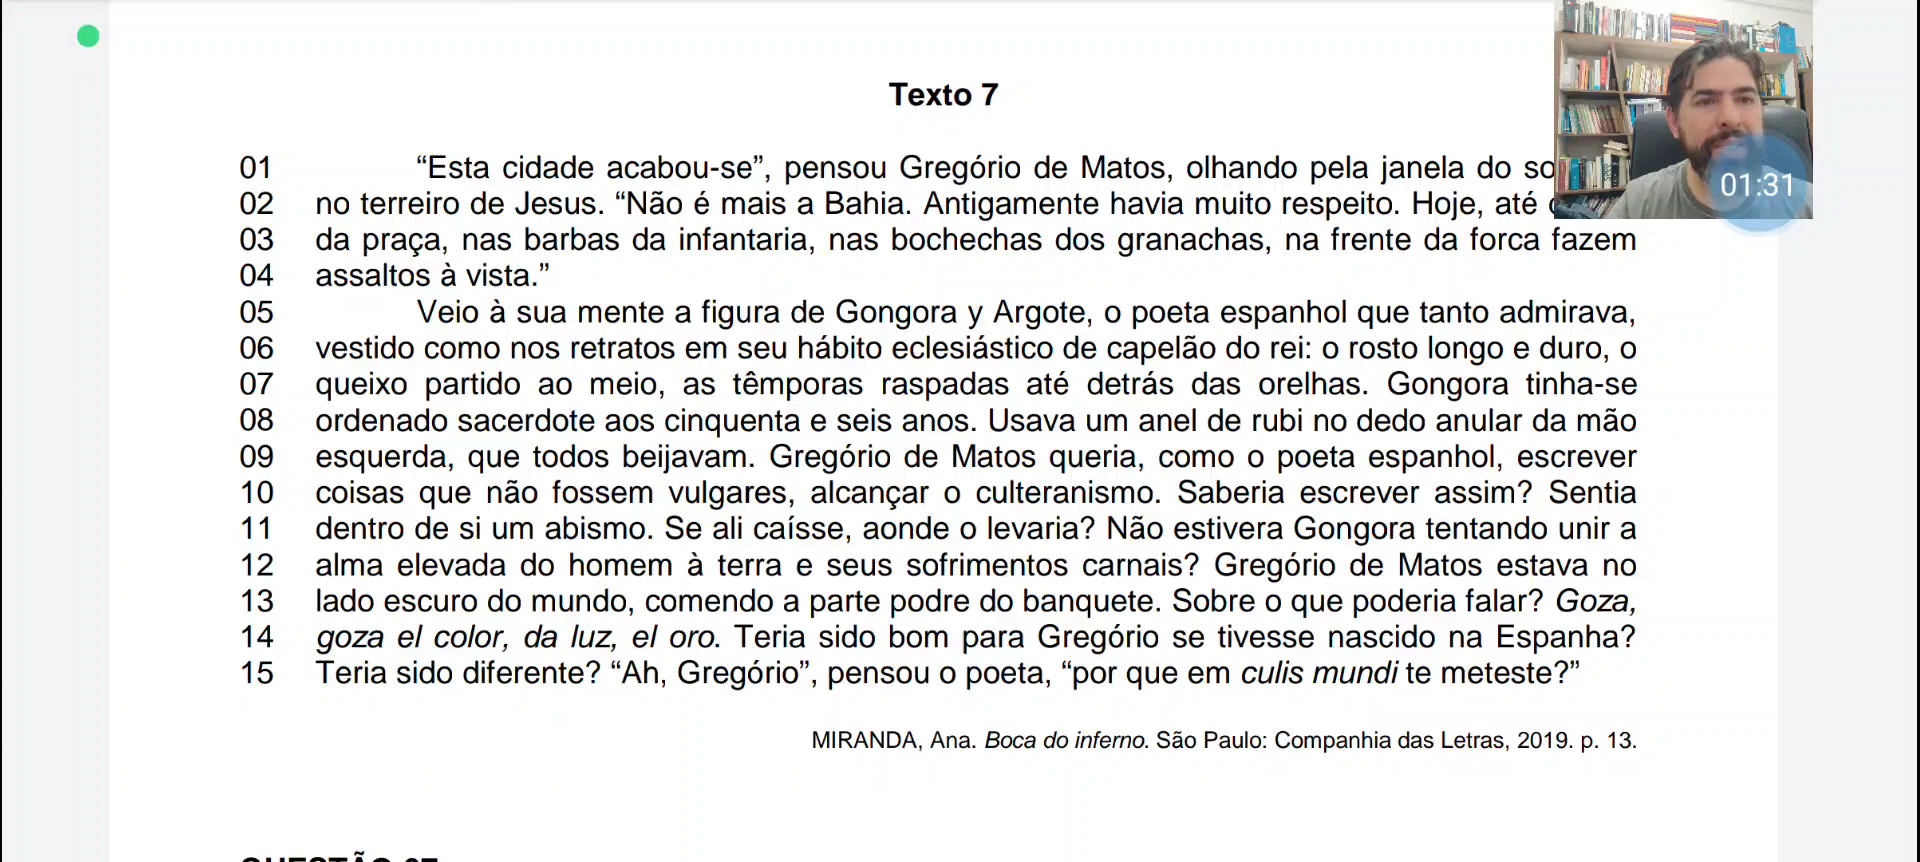 Texto 7
01 “Esta cidade acabou-se”, pensou Gregório de Matos, olhando pela janela do
02 no terreiro de Jesus. “Não é mais a Bahia. Antigamente havia muito respeito. Hoje, até
03 da praça, nas barbas da infantaria, nas bochechas dos granachas, na frente da forca fazem
04 assaltos à vista.”
05 Veio à sua mente a figura de Gongora y Argote, o poeta espanhol que tanto admirava,
06 vestido como nos retratos em seu hábito eclesiástico de capelão do rei: o rosto longo e duro, o
07 queixo partido ao meio, as têmporas raspadas até detrás das orelhas. Gongora tinha-se
08 ordenado sacerdote aos cinquenta e seis anos. Usava um anel de rubi no dedo anular da mão
09 esquerda, que todos beijavam. Gregório de Matos queria, como o poeta espanhol, escrever
10 coisas que não fossem vulgares, alcançar o culteranismo. Saberia escrever assim? Sentia
11 dentro de si um abismo. Se ali caísse, aonde o levaria? Não estivera Gongora tentando unir a
12 alma elevada do homem à terra e seus sofrimentos carnais? Gregório de Matos estava no
13 lado escuro do mundo, comendo a parte podre do banquete. Sobre o que poderia falar? Goza,
14 goza el color, da luz, el oro. Teria sido bom para Gregório se tivesse nascido na Espanha?
15 Teria sido diferente? “Ah, Gregório”, pensou o poeta, “por que em culis mundi te meteste?”
MIRANDA, Ana. Boca do inferno. São Paulo: Companhia das Letras, 2019. p. 13.
01:31